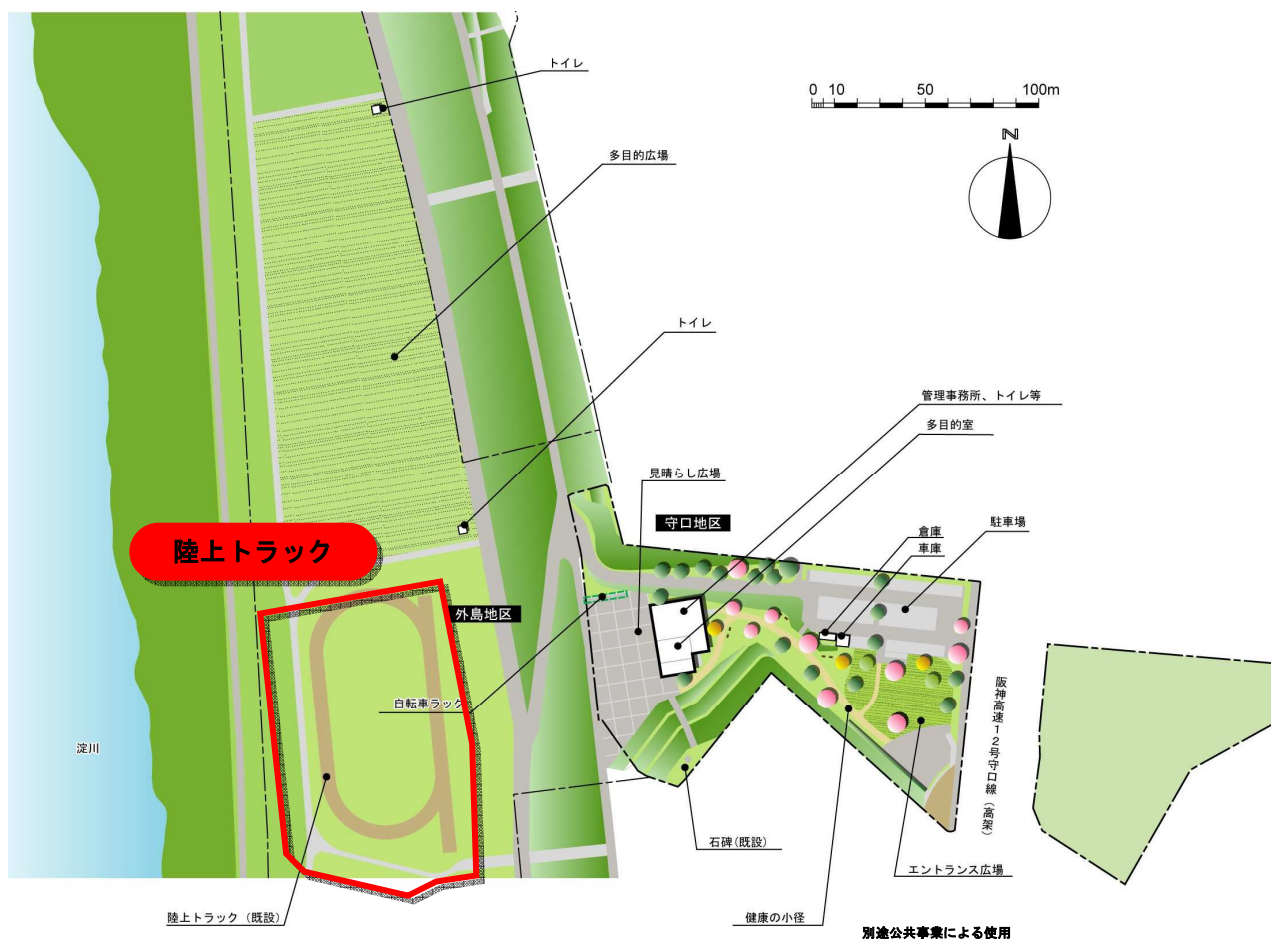 トイレ
0 10 50 100m
N
多目的広場
トイレ
管理事務所、トイレ等
多目的室
見晴らし広場
守口地区
倉庫
車庫
駐車場
陸上トラック
外島地区
自転車ラック
淀川
阪神高速12号守口線（高架）
石碑(既設)
エントランス広場
陸上トラック（既設）
健康の小径
別途公共事業による使用